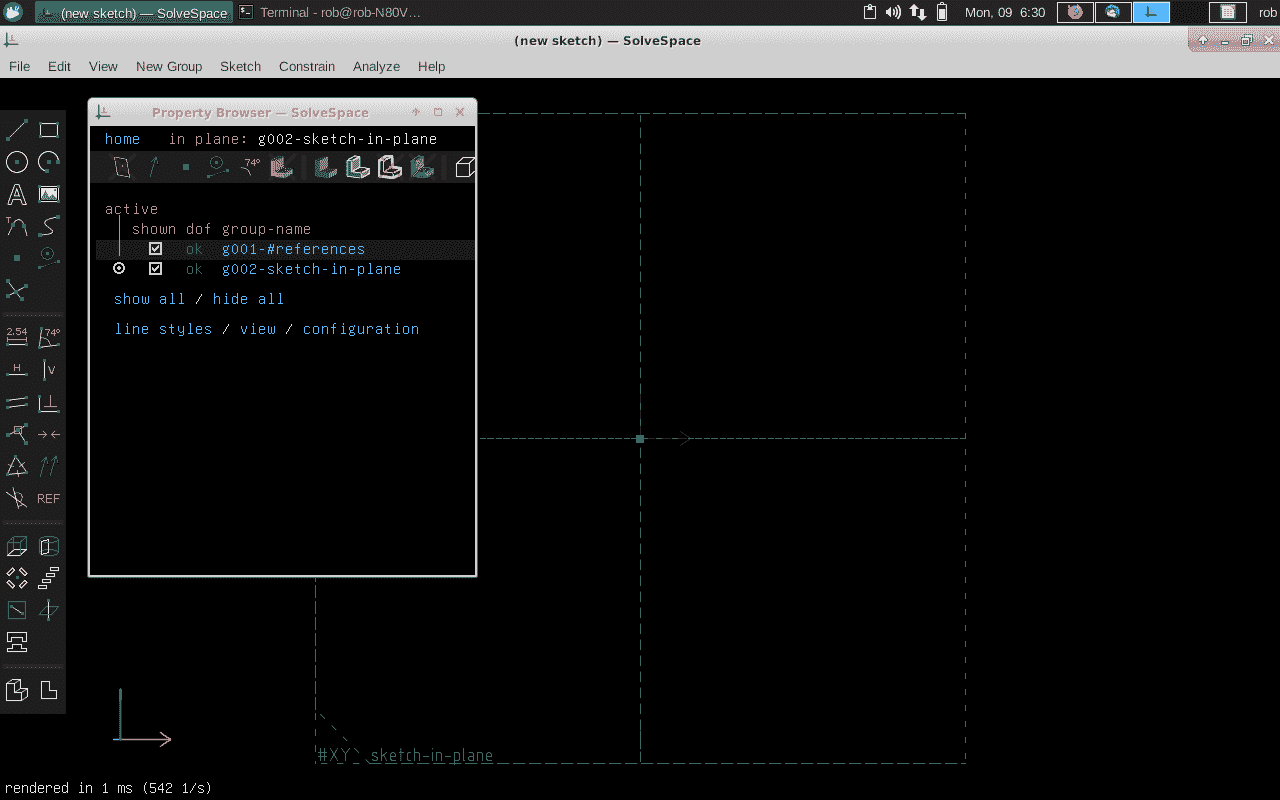 (new sketch) — SolveSpace Terminal - rob@rob-N80V... Mon, 09 6:30 rob
(new sketch) — SolveSpace
File Edit View New Group Sketch Constrain Analyze Help
Property Browser — SolveSpace
home in plane: g002-sketch-in-plane
74°
active
shown dof group-name
ok g001-#references
ok g002-sketch-in-plane
show all / hide all
line styles / view / configuration
A
T
2.54 74°
H V
REF
#XY sketch-in-plane
rendered in 1 ms (542 1/s)